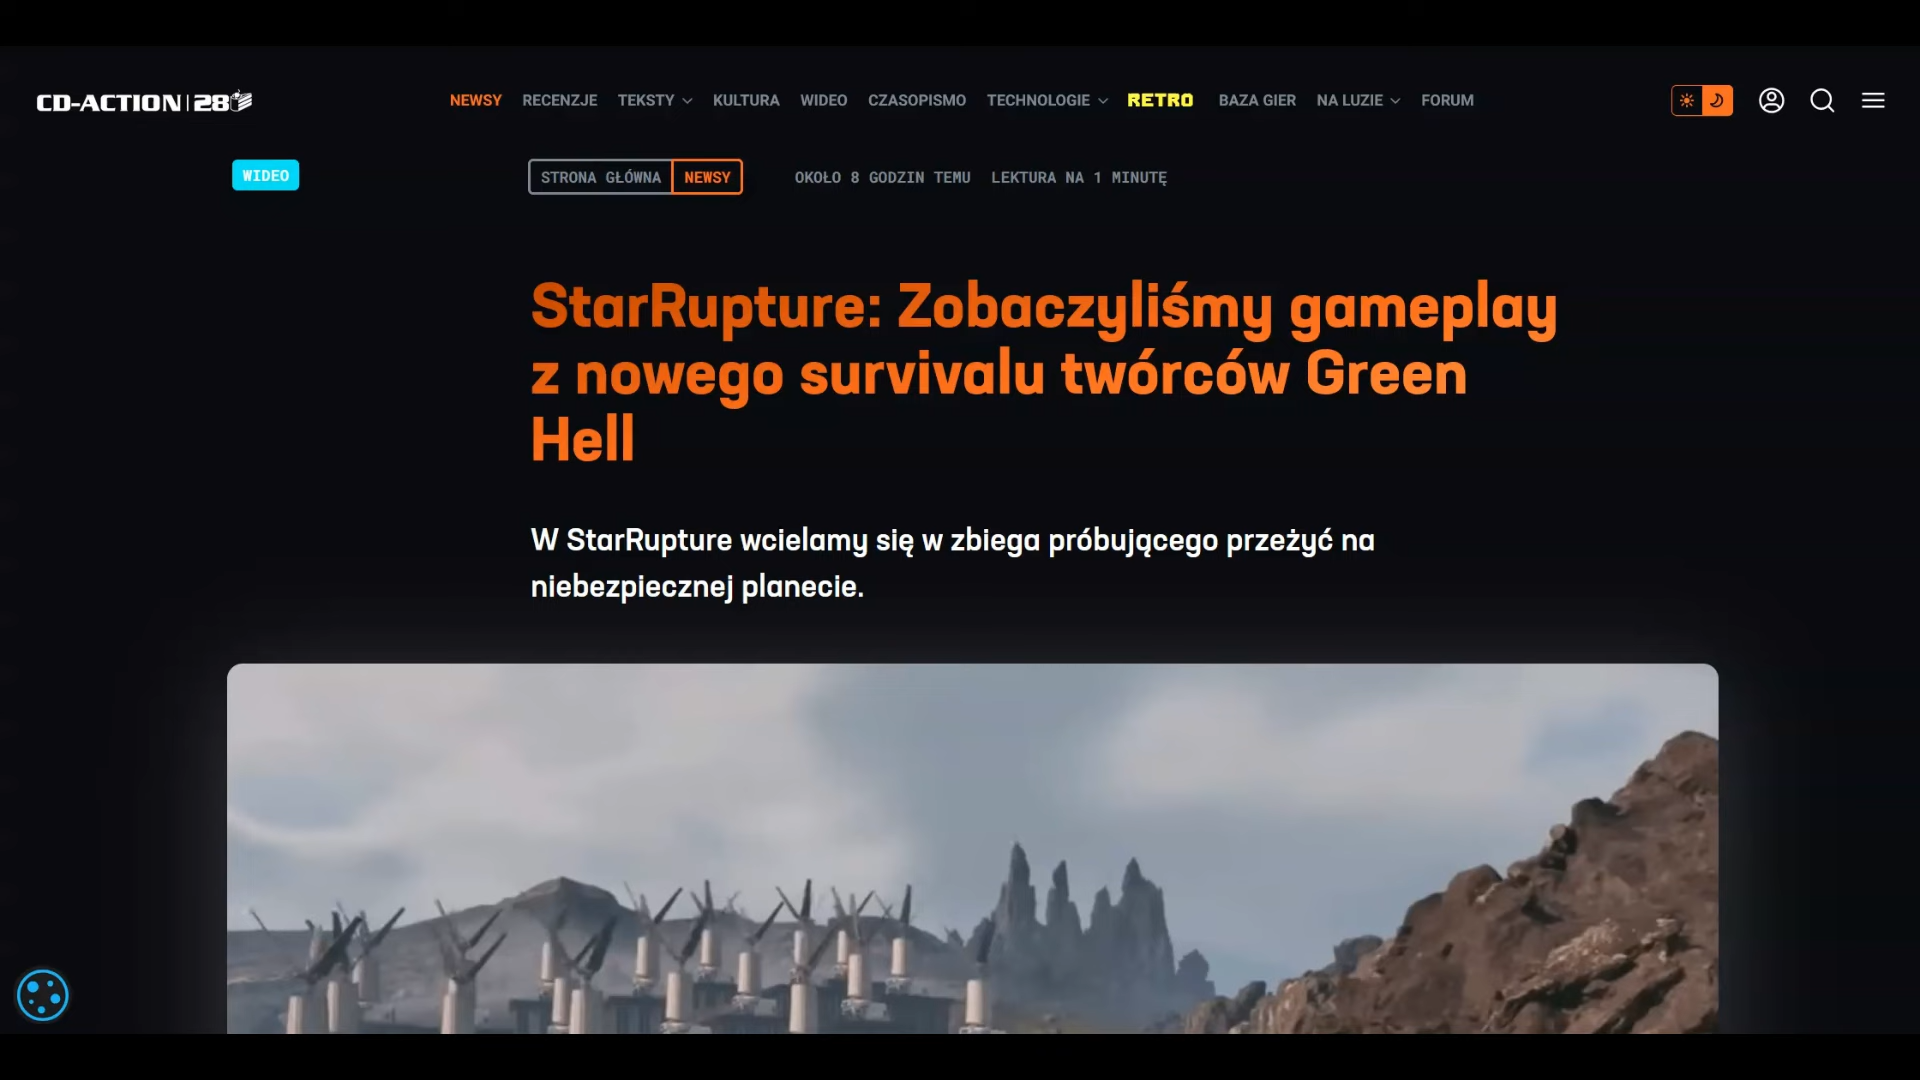 CD-ACTION | 28
NEWSY RECENZJE TEKSTY KULTURA WIDEO CZASOPISMO TECHNOLOGIE RETRO BAZA GIER NA LUZIE FORUM
WIDEO
STRONA GŁÓWNA NEWSY OKOŁO 8 GODZIN TEMU LEKTURA NA 1 MINUTĘ
StarRupture: Zobaczyliśmy gameplay
z nowego survivalu twórców Green
Hell
W StarRupture wcielamy się w zbiega próbującego przeżyć na
niebezpiecznej planecie.